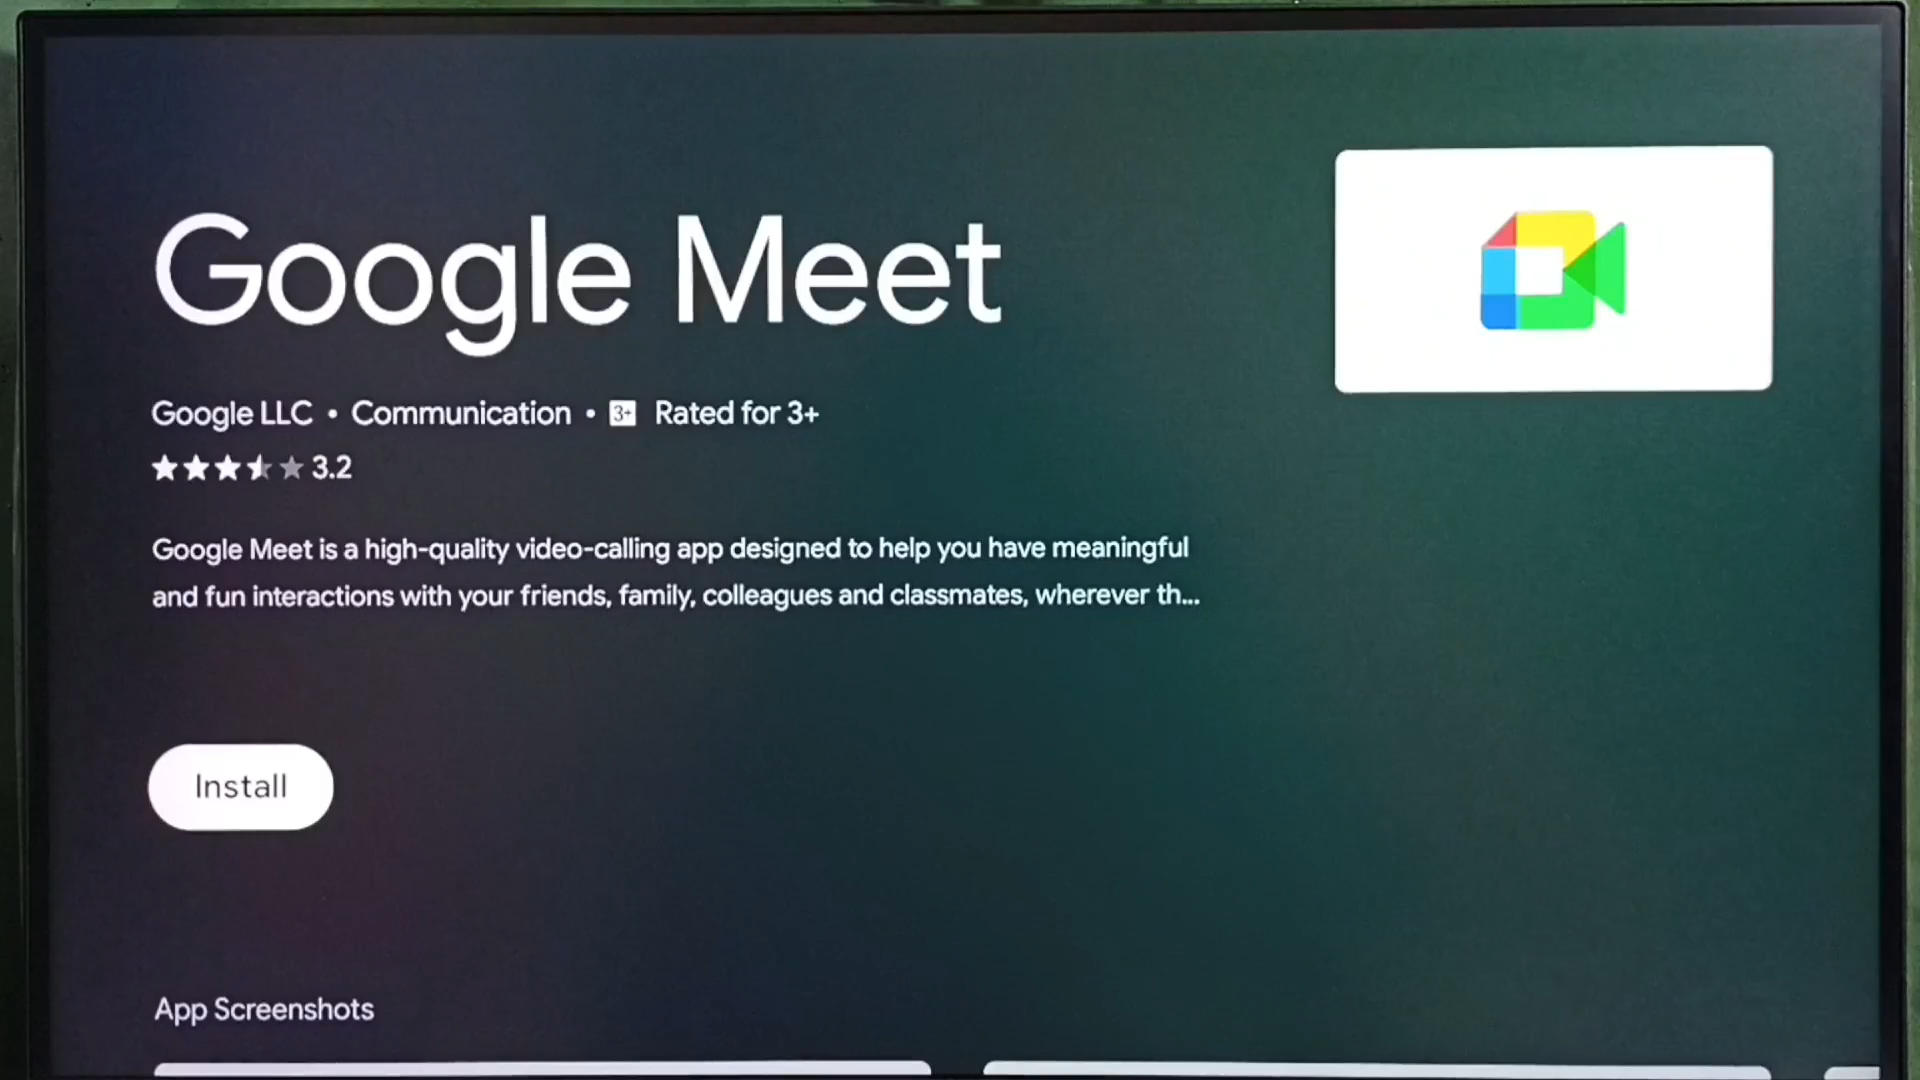 Google Meet
Google LLC • Communication • 3+ Rated for 3+
3.2
Google Meet is a high-quality video-calling app designed to help you have meaningful
and fun interactions with your friends, family, colleagues and classmates, wherever th...
Install
App Screenshots